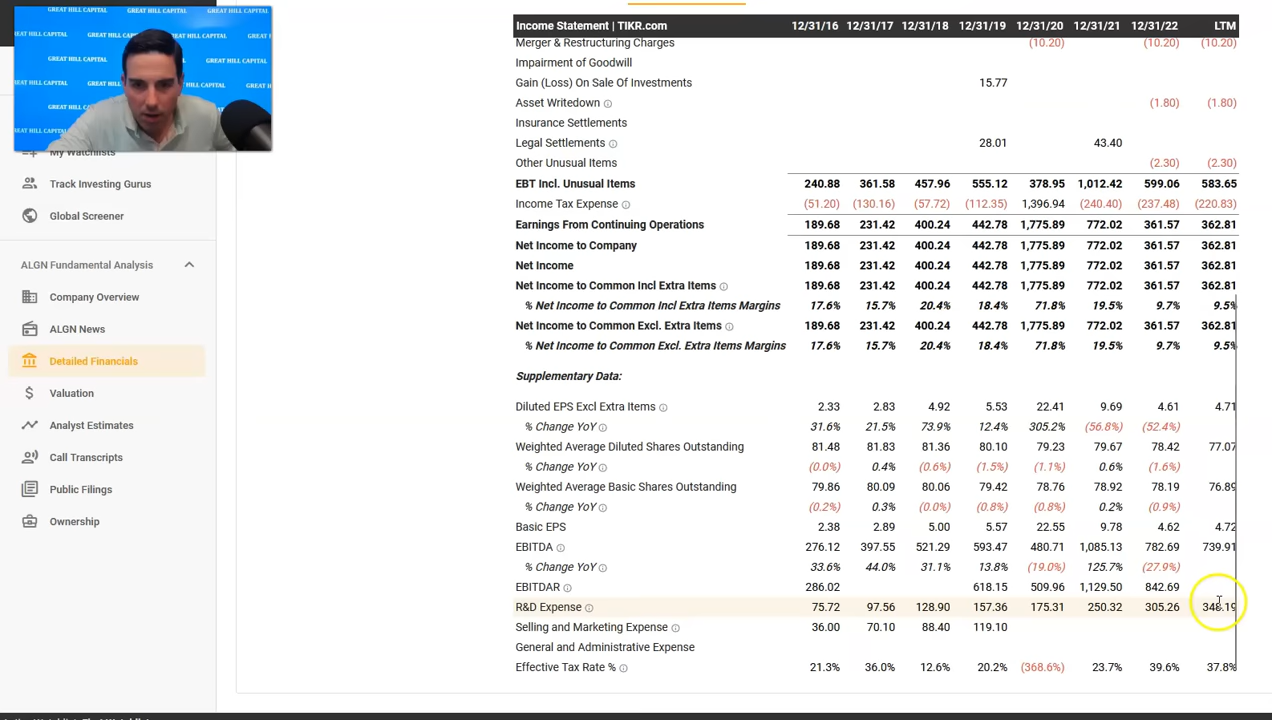 GREAT HILL CAPITAL
My Watchlists
Track Investing Gurus
Global Screener
ALGN Fundamental Analysis
Company Overview
ALGN News
Detailed Financials
Valuation
Analyst Estimates
Call Transcripts
Public Filings
Ownership
Income Statement | TIKR.com 12/31/16 12/31/17 12/31/18 12/31/19 12/31/20 12/31/21 12/31/22 LTM
Merger & Restructuring Charges (10.20) (10.20) (10.20)
Impairment of Goodwill
Gain (Loss) On Sale Of Investments 15.77
Asset Writedown (1.80) (1.80)
Insurance Settlements
Legal Settlements 28.01 43.40
Other Unusual Items (2.30) (2.30)
EBT Incl. Unusual Items 240.88 361.58 457.96 555.12 378.95 1,012.42 599.06 583.65
Income Tax Expense (51.20) (130.16) (57.72) (112.35) 1,396.94 (240.40) (237.48) (220.83)
Earnings From Continuing Operations 189.68 231.42 400.24 442.78 1,775.89 772.02 361.57 362.81
Net Income to Company 189.68 231.42 400.24 442.78 1,775.89 772.02 361.57 362.81
Net Income 189.68 231.42 400.24 442.78 1,775.89 772.02 361.57 362.81
Net Income to Common Incl Extra Items 189.68 231.42 400.24 442.78 1,775.89 772.02 361.57 362.81
% Net Income to Common Incl Extra Items Margins 17.6% 15.7% 20.4% 18.4% 71.8% 19.5% 9.7% 9.5%
Net Income to Common Excl. Extra Items 189.68 231.42 400.24 442.78 1,775.89 772.02 361.57 362.81
% Net Income to Common Excl. Extra Items Margins 17.6% 15.7% 20.4% 18.4% 71.8% 19.5% 9.7% 9.5%
Supplementary Data:
Diluted EPS Excl Extra Items 2.33 2.83 4.92 5.53 22.41 9.69 4.61 4.71
% Change YoY 31.6% 21.5% 73.9% 12.4% 305.2% (56.8%) (52.4%)
Weighted Average Diluted Shares Outstanding 81.48 81.83 81.36 80.10 79.23 79.67 78.42 77.07
% Change YoY (0.0%) 0.4% (0.6%) (1.5%) (1.1%) 0.6% (1.6%)
Weighted Average Basic Shares Outstanding 79.86 80.09 80.06 79.42 78.76 78.92 78.19 76.89
% Change YoY (0.2%) 0.3% (0.0%) (0.8%) (0.8%) 0.2% (0.9%)
Basic EPS 2.38 2.89 5.00 5.57 22.55 9.78 4.62 4.72
EBITDA 276.12 397.55 521.29 593.47 480.71 1,085.13 782.69 739.91
% Change YoY 33.6% 44.0% 31.1% 13.8% (19.0%) 125.7% (27.9%)
EBITDAR 286.02 618.15 509.96 1,129.50 842.69
R&D Expense 75.72 97.56 128.90 157.36 175.31 250.32 305.26 348.19
Selling and Marketing Expense 36.00 70.10 88.40 119.10
General and Administrative Expense
Effective Tax Rate % 21.3% 36.0% 12.6% 20.2% (368.6%) 23.7% 39.6% 37.8%